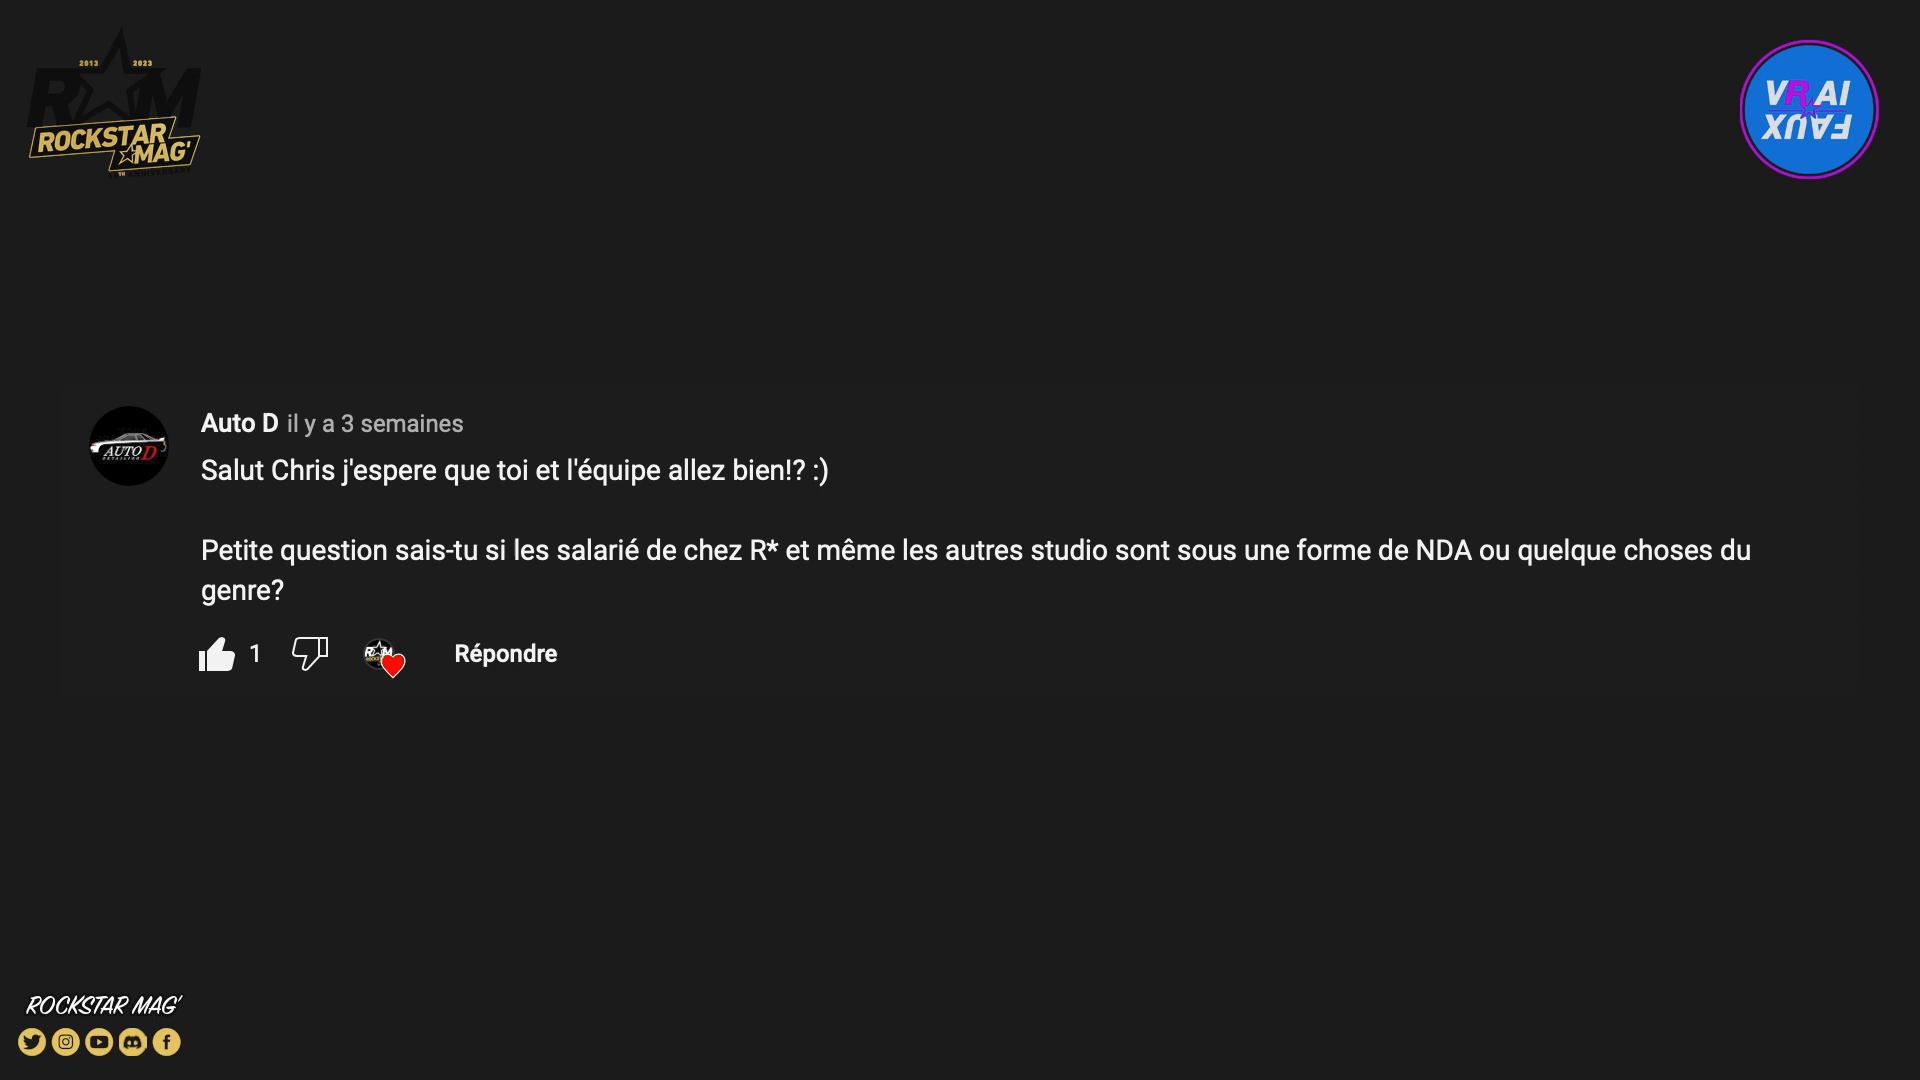 2013 2023
R M
ROCKSTAR
MAG'
VRAI
FAUX
Auto D il y a 3 semaines
Salut Chris j'espere que toi et l'équipe allez bien!? :)
Petite question sais-tu si les salarié de chez R* et même les autres studio sont sous une forme de NDA ou quelque choses du
genre?
1 Répondre
AUTO D
ROCKSTAR MAG'